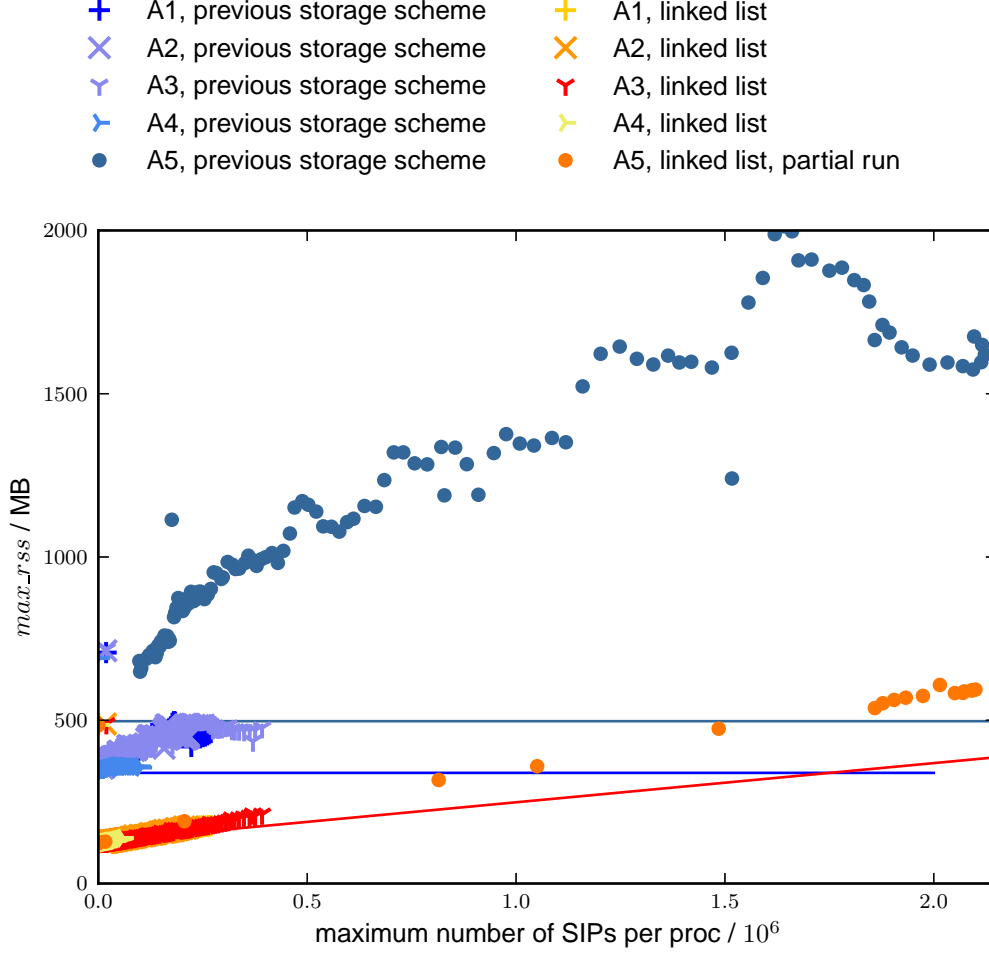 A1, previous storage scheme
A2, previous storage scheme
A3, previous storage scheme
A4, previous storage scheme
A5, previous storage scheme
A1, linked list
A2, linked list
A3, linked list
A4, linked list
A5, linked list, partial run
2000
1500
1000
500
0
max_rss / MB
0.0 0.5 1.0 1.5 2.0
maximum number of SIPs per proc / 10^6